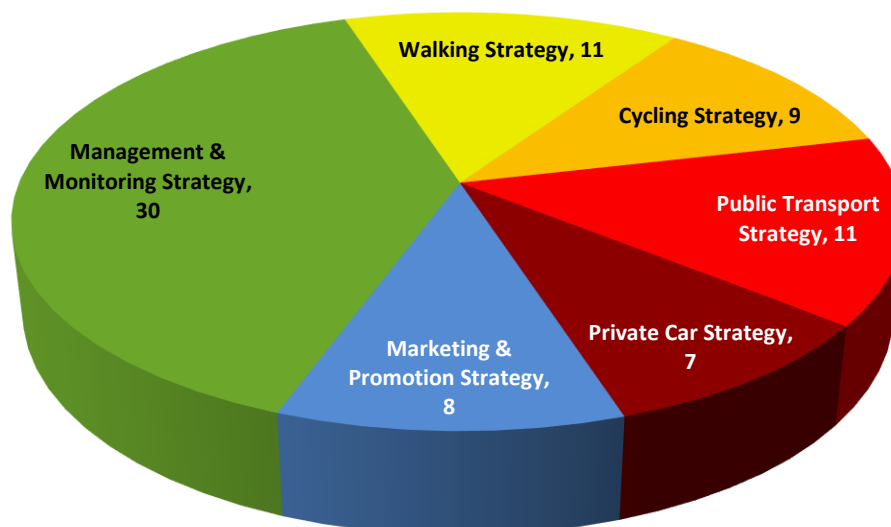 Walking Strategy, 11
Cycling Strategy, 9
Public Transport
Strategy, 11
Private Car Strategy,
7
Marketing &
Promotion Strategy,
8
Management &
Monitoring Strategy,
30